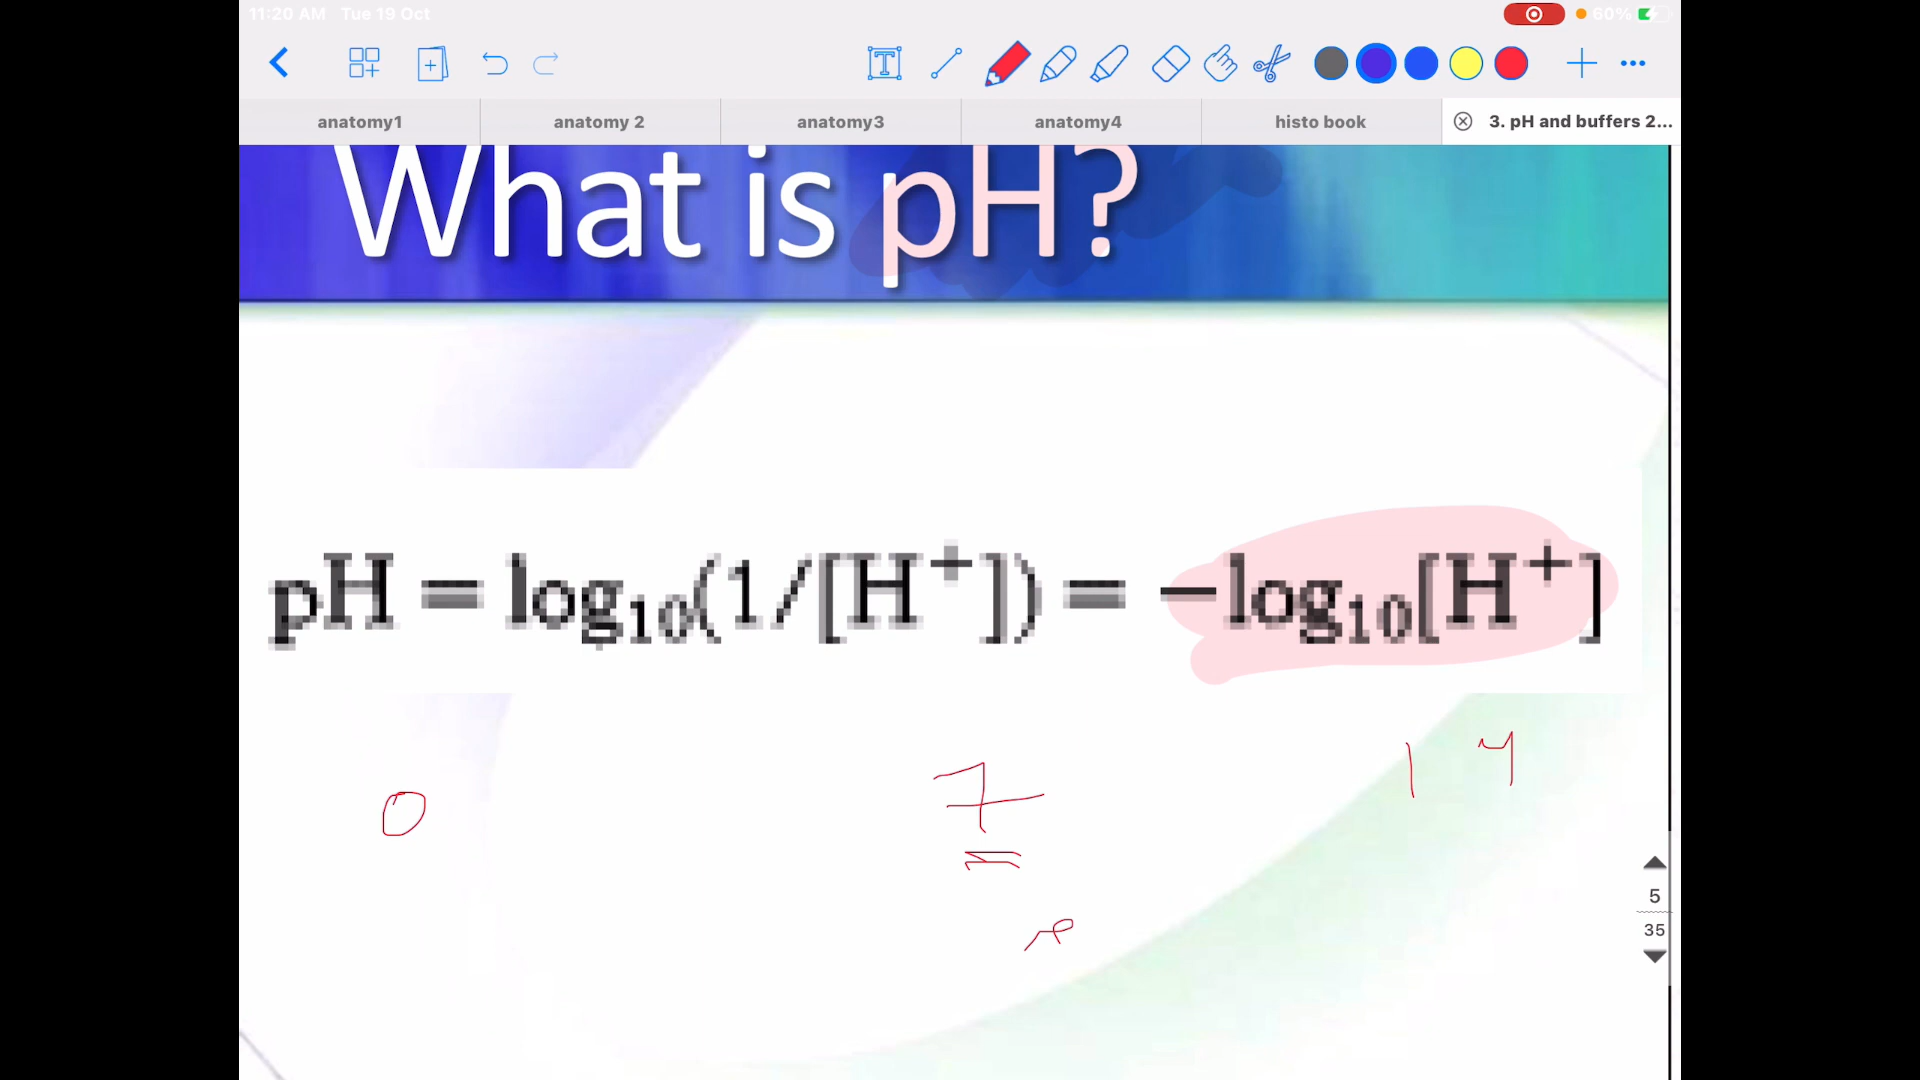 11:20 AM Tue 19 Oct
60%
anatomy1
anatomy 2
anatomy3
anatomy4
histo book
3. pH and buffers 2...
What is pH?
pH = log₁₀(1/[H⁺]) = −log₁₀[H⁺]
0 7 14
5
35